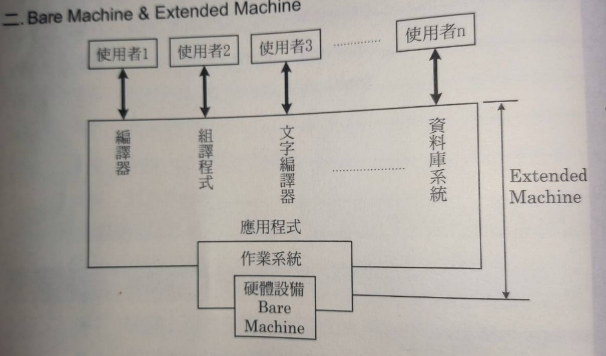 二. Bare Machine & Extended Machine
使用者1
使用者2
使用者3
使用者n
編譯器
組譯程式
文字編譯器
資料庫系統
Extended
Machine
應用程式
作業系統
硬體設備
Bare
Machine